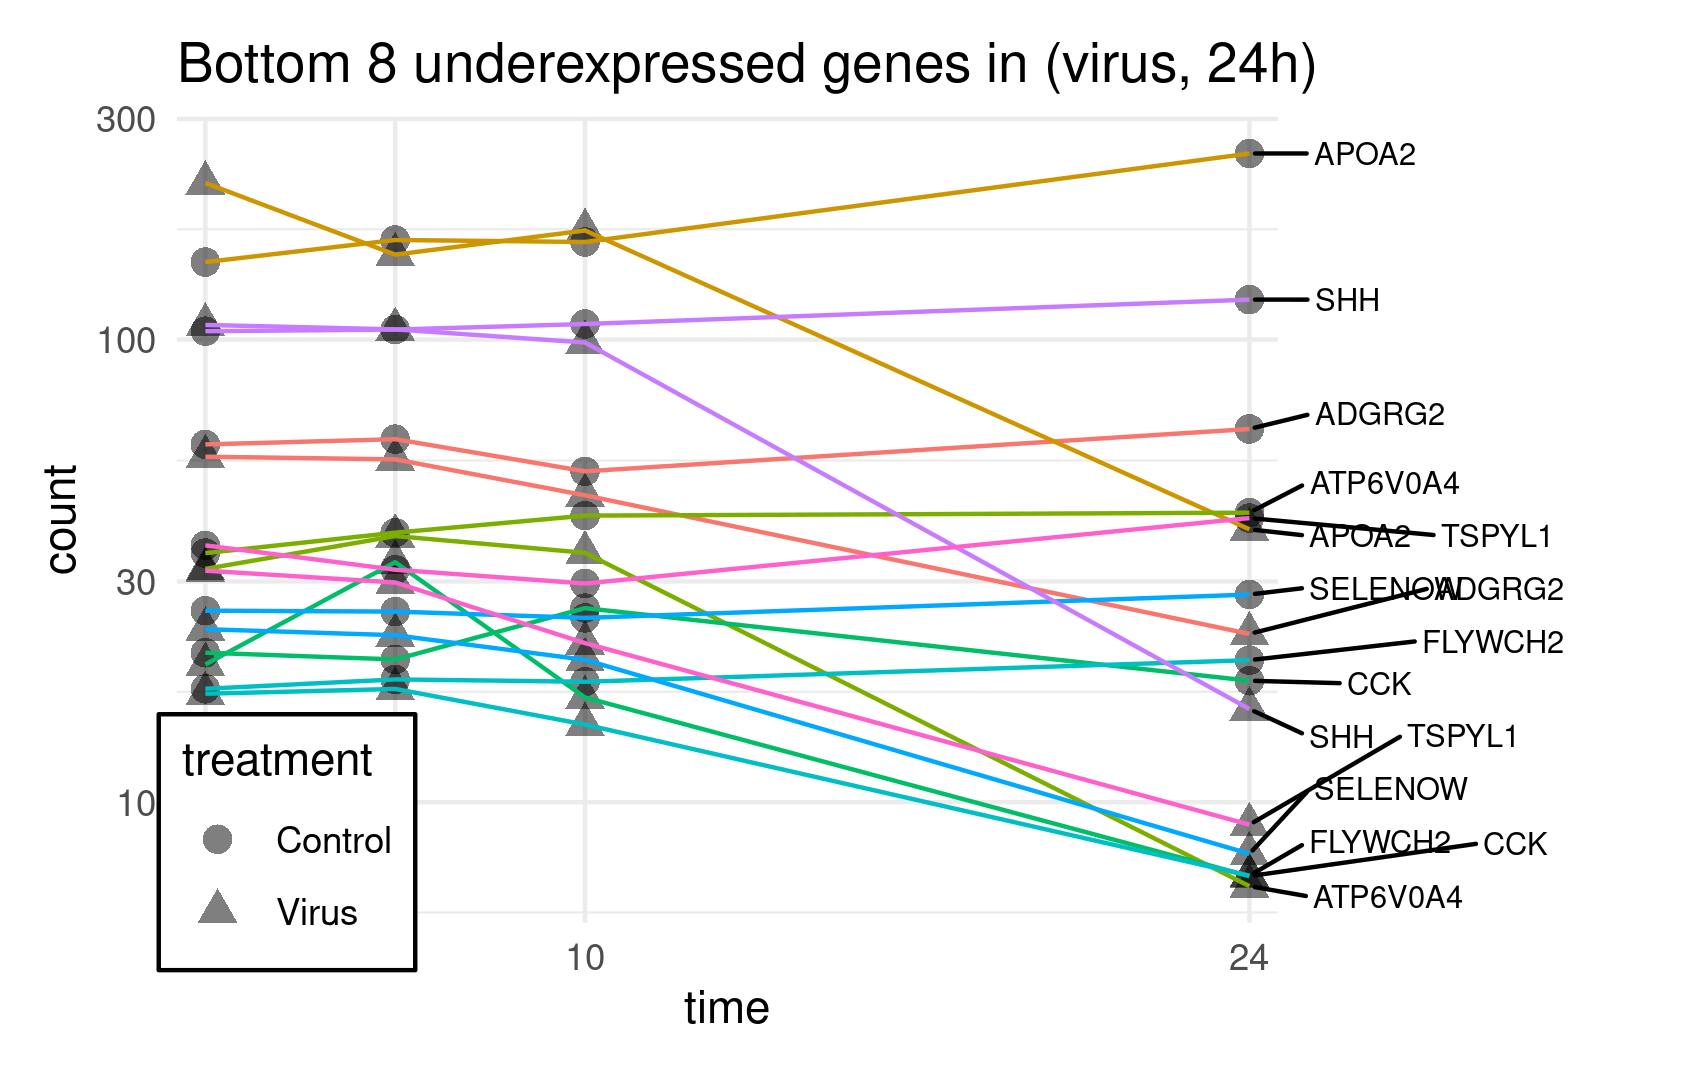 Bottom 8 underexpressed genes in (virus, 24h)
300
100
30
10
count
APOA2
SHH
ADGRG2
ATP6V0A4
APOA2 TSPYL1
SELENOW ADGRG2
FLYWCH2
CCK
SHH TSPYL1
SELENOW
FLYWCH2 CCK
ATP6V0A4
treatment
Control
Virus
10 24
time